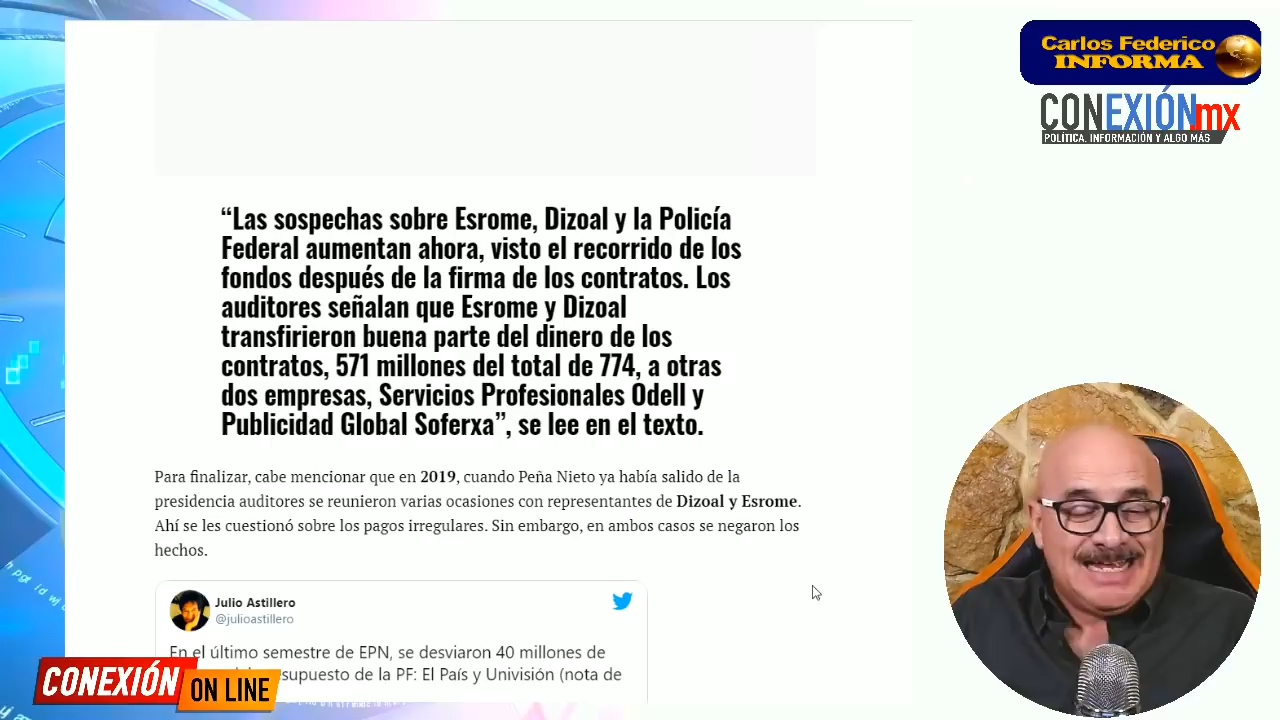 Carlos Federico
INFORMA
CONEXIÓN.mx
POLÍTICA, INFORMACIÓN Y ALGO MÁS
“Las sospechas sobre Esrome, Dizoal y la Policía
Federal aumentan ahora, visto el recorrido de los
fondos después de la firma de los contratos. Los
auditores señalan que Esrome y Dizoal
transfirieron buena parte del dinero de los
contratos, 571 millones del total de 774, a otras
dos empresas, Servicios Profesionales Odell y
Publicidad Global Soferxa”, se lee en el texto.
Para finalizar, cabe mencionar que en 2019, cuando Peña Nieto ya había salido de la
presidencia auditores se reunieron varias ocasiones con representantes de Dizoal y Esrome.
Ahí se les cuestionó sobre los pagos irregulares. Sin embargo, en ambos casos se negaron los
hechos.
Julio Astillero
@julioastillero
En el último semestre de EPN, se desviaron 40 millones de
de la PF: El País y Univisión (nota de
CONEXIÓN
ON LINE